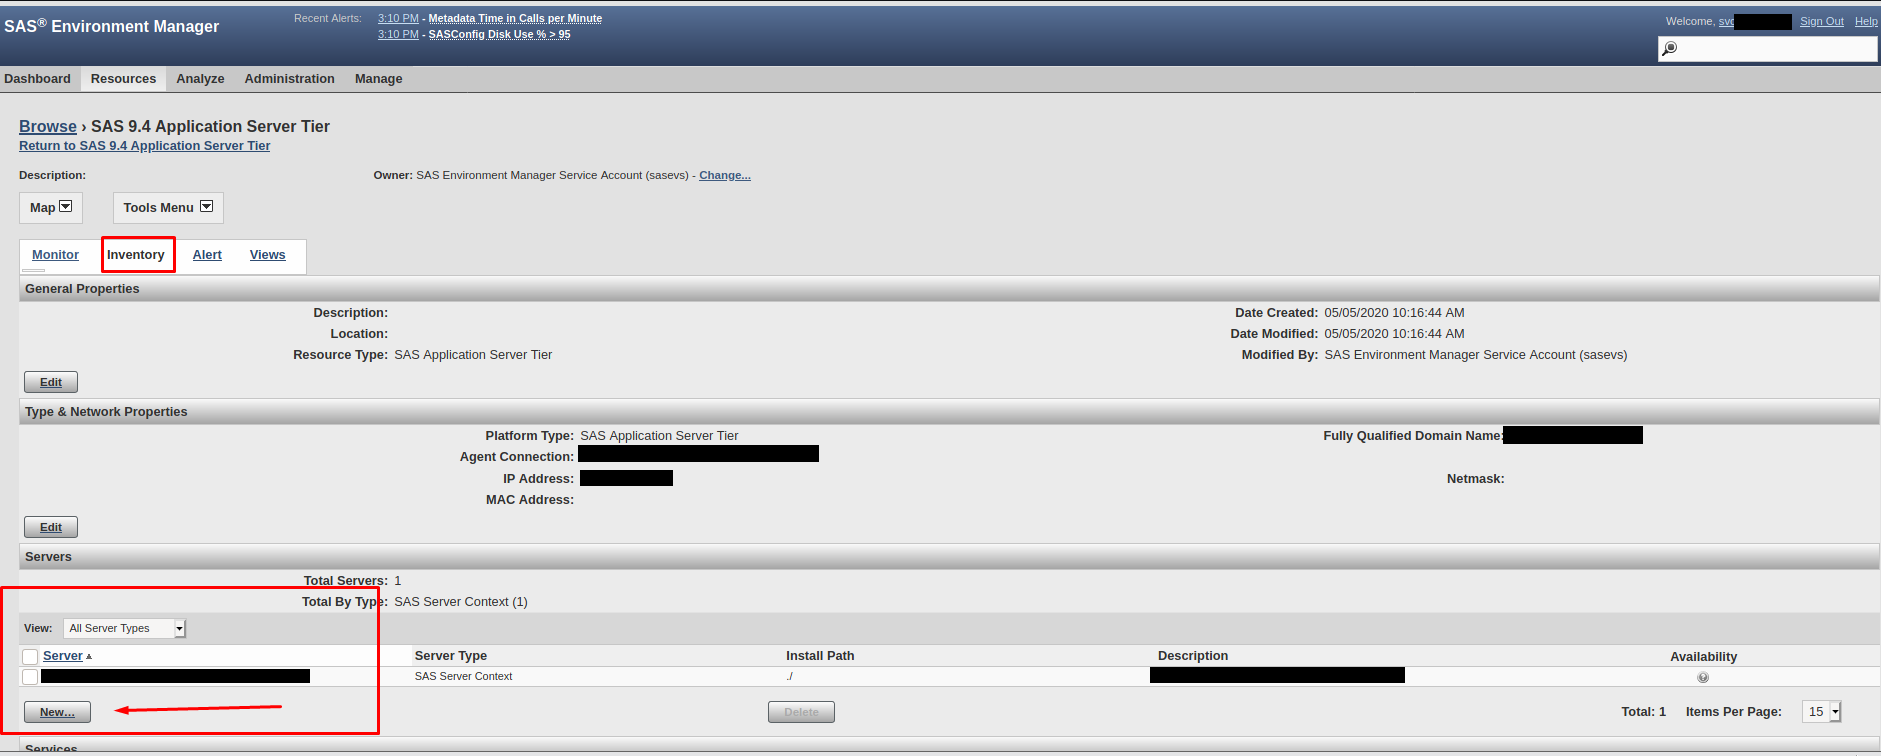 SAS® Environment Manager
Recent Alerts: 3:10 PM - Metadata Time in Calls per Minute
3:10 PM - SASConfig Disk Use % > 95
Welcome, svc Sign Out Help
Dashboard Resources Analyze Administration Manage
Browse › SAS 9.4 Application Server Tier
Return to SAS 9.4 Application Server Tier
Description: Owner: SAS Environment Manager Service Account (sasevs) - Change...
Map Tools Menu
Monitor Inventory Alert Views
General Properties
Description: Date Created: 05/05/2020 10:16:44 AM
Location: Date Modified: 05/05/2020 10:16:44 AM
Resource Type: SAS Application Server Tier Modified By: SAS Environment Manager Service Account (sasevs)
Edit
Type & Network Properties
Platform Type: SAS Application Server Tier Fully Qualified Domain Name:
Agent Connection:
IP Address: Netmask:
MAC Address:
Edit
Servers
Total Servers: 1
Total By Type: SAS Server Context (1)
View: All Server Types
Server Server Type Install Path Description Availability
SAS Server Context ./
New... Delete Total: 1 Items Per Page: 15
Services